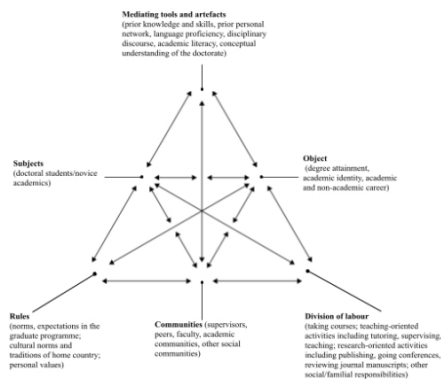 Mediating tools and artefacts
(prior knowledge and skills, prior personal
network, language proficiency, disciplinary
discourse, academic literacy, conceptual
understanding of the doctorate)
Subjects
(doctoral students/novice
academics)
Object
(degree attainment,
academic identity, academic
and non-academic career)
Rules
(norms, expectations in the
graduate programme;
cultural norms and
traditions of home country;
personal values)
Communities (supervisors,
peers, faculty, academic
communities, other social
communities)
Division of labour
(taking courses; teaching-oriented
activities including tutoring, supervising,
teaching; research-oriented activities
including publishing, going conferences,
reviewing journal manuscripts; other
social/familial responsibilities)